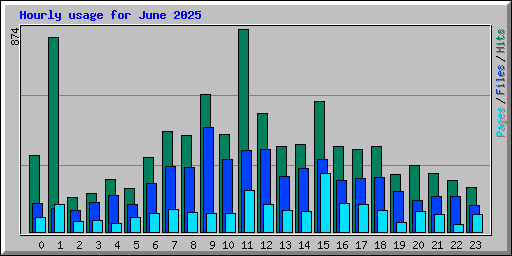 Hourly usage for June 2025
874
Pages/Files/Hits
0 1 2 3 4 5 6 7 8 9 10 11 12 13 14 15 16 17 18 19 20 21 22 23